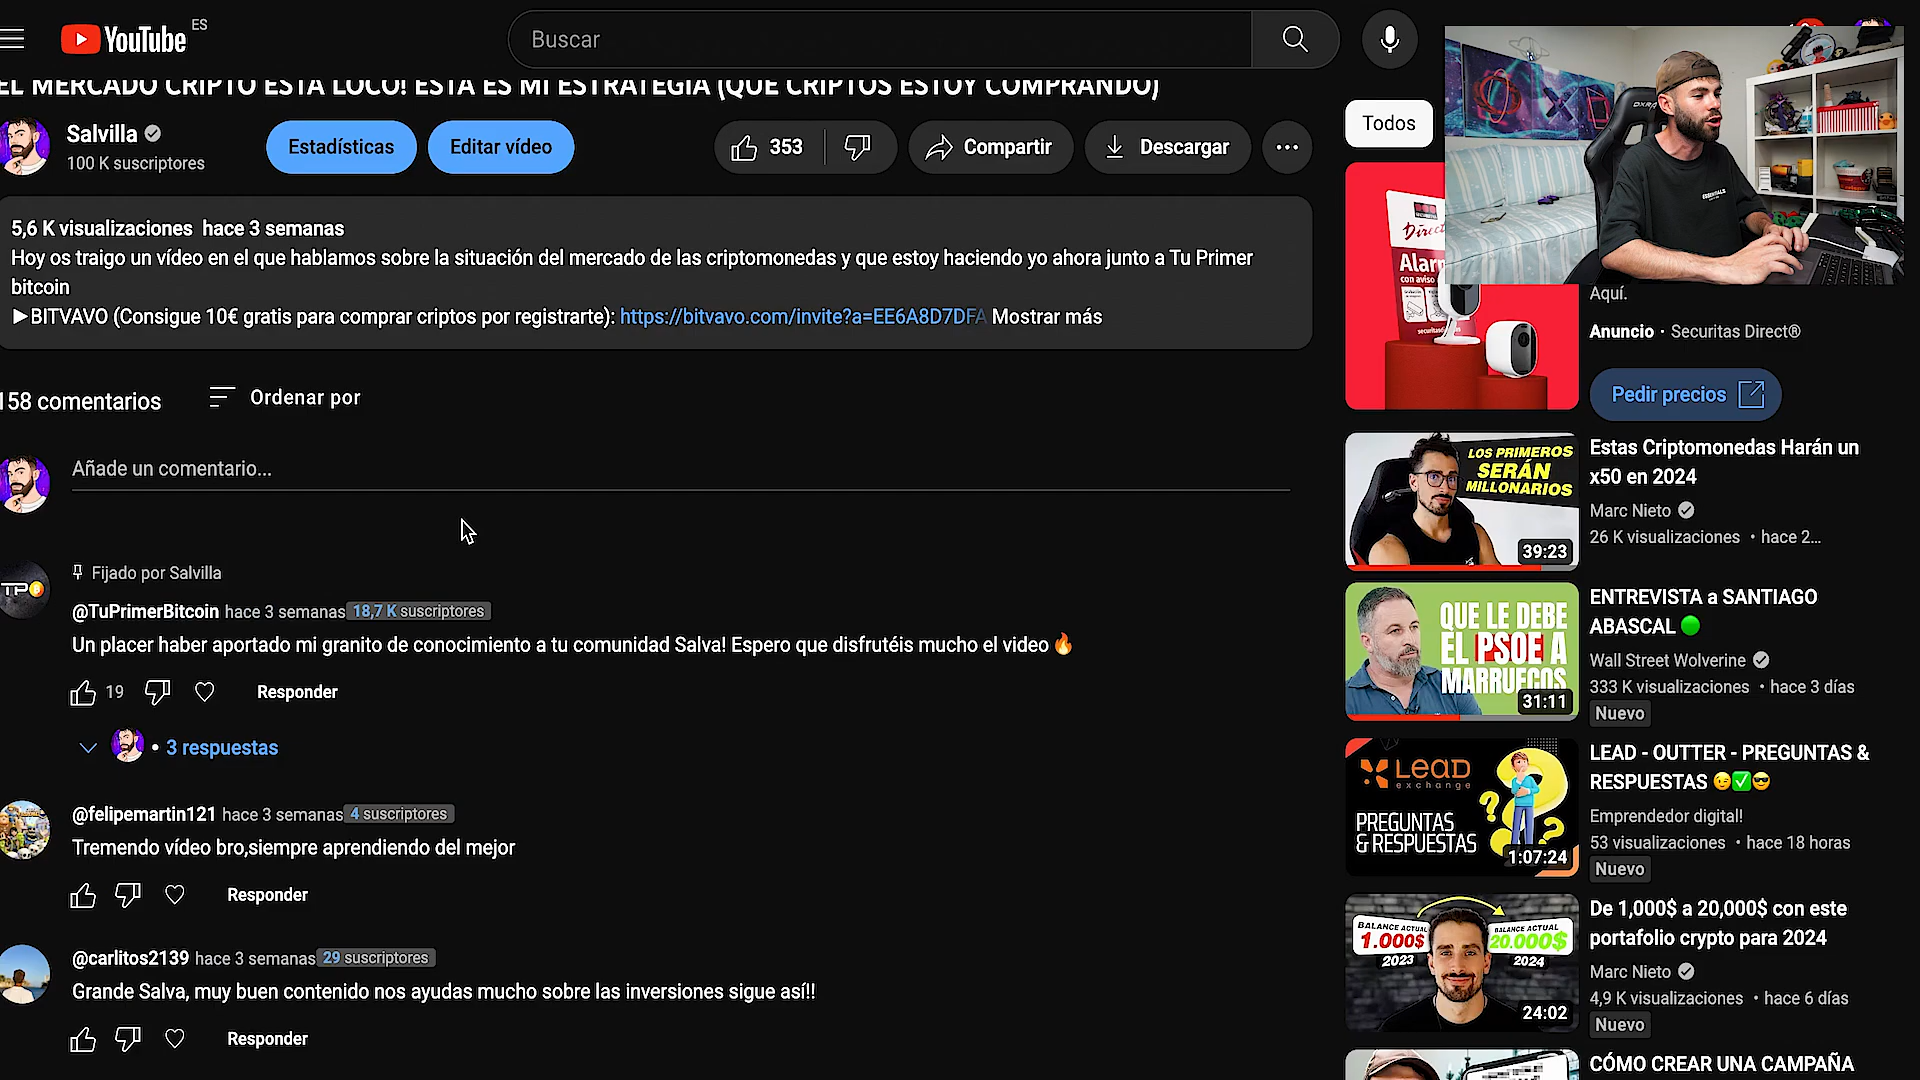 YouTube ES
Buscar
EL MERCADO CRIPTO ESTA LOCO! ESTA ES MI ESTRATEGIA (QUE CRIPTOS ESTOY COMPRANDO)
Salvilla
100 K suscriptores
Estadísticas
Editar vídeo
353
Compartir
Descargar
5,6 K visualizaciones hace 3 semanas
Hoy os traigo un vídeo en el que hablamos sobre la situación del mercado de las criptomonedas y que estoy haciendo yo ahora junto a Tu Primer
bitcoin
►BITVAVO (Consigue 10€ gratis para comprar criptos por registrarte): https://bitvavo.com/invite?a=EE6A8D7DFA Mostrar más
158 comentarios
Ordenar por
Añade un comentario...
Fijado por Salvilla
@TuPrimerBitcoin hace 3 semanas 18,7 K suscriptores
Un placer haber aportado mi granito de conocimiento a tu comunidad Salva! Espero que disfrutéis mucho el video 🔥
19
Responder
• 3 respuestas
@felipemartin121 hace 3 semanas 4 suscriptores
Tremendo vídeo bro,siempre aprendiendo del mejor
Responder
@carlitos2139 hace 3 semanas 29 suscriptores
Grande Salva, muy buen contenido nos ayudas mucho sobre las inversiones sigue así!!
Responder
TP
Todos
DXRA
ESSENTIALS
Direct
Alarm
con aviso
Aquí.
Anuncio • Securitas Direct®
Pedir precios
LOS PRIMEROS
SERÁN
MILLONARIOS
39:23
Estas Criptomonedas Harán un
x50 en 2024
Marc Nieto
26 K visualizaciones • hace 2...
QUE LE DEBE
EL PSOE A
MARRUECOS
31:11
ENTREVISTA a SANTIAGO
ABASCAL 🟢
Wall Street Wolverine
333 K visualizaciones • hace 3 días
Nuevo
LEAD
exchange
PREGUNTAS
&RESPUESTAS
1:07:24
LEAD - OUTTER - PREGUNTAS &
RESPUESTAS 😉✅😎
Emprendedor digital!
53 visualizaciones • hace 18 horas
Nuevo
BALANCE ACTUAL
1.000$
2023
BALANCE ACTUAL
20.000$
2024
24:02
De 1,000$ a 20,000$ con este
portafolio crypto para 2024
Marc Nieto
4,9 K visualizaciones • hace 6 días
Nuevo
CÓMO CREAR UNA CAMPAÑA